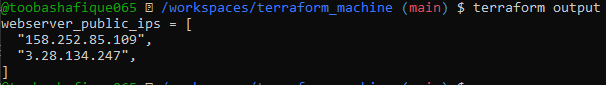 @toobashafique065 /workspaces/terraform_machine (main) $ terraform output
webserver_public_ips = [
  "158.252.85.109",
  "3.28.134.247",
]
@toobashafique065 /workspaces/terraform_machine (main) $